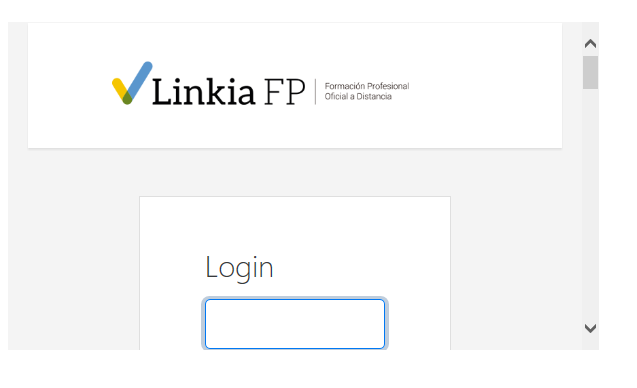 Linkia FP
Formación Profesional
Oficial a Distancia
Login